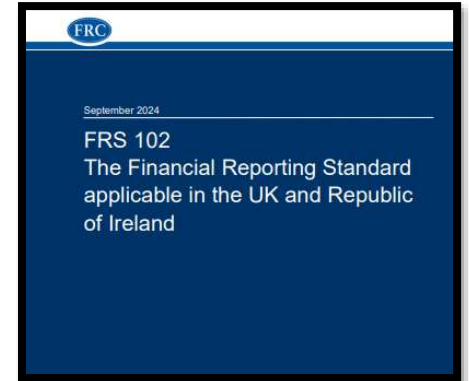 FRC
September 2024
FRS 102
The Financial Reporting Standard
applicable in the UK and Republic
of Ireland